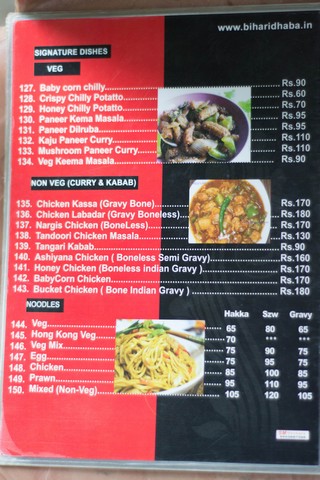 www.biharidhaba.in
SIGNATURE DISHES
VEG
127. Baby corn chilly Rs.90
128. Crispy Chilly Potatto Rs.60
129. Honey Chilly Potatto Rs.70
130. Paneer Kema Masala Rs.95
131. Paneer Dilruba Rs.95
132. Kaju Paneer Curry Rs.110
133. Mushroom Paneer Curry Rs.110
134. Veg Keema Masala Rs.90
NON VEG (CURRY & KABAB)
135. Chicken Kassa (Gravy Bone) Rs.170
136. Chicken Labadar (Gravy Boneless) Rs.180
137. Nargis Chicken (BoneLess) Rs.170
138. Tandoori Chicken Masala Rs.130
139. Tangari Kabab Rs.90
140. Ashiyana Chicken ( Boneless Semi Gravy) Rs.160
141. Honey Chicken (Boneless indian Gravy ) Rs.170
142. BabyCorn Chicken Rs.170
143. Bucket Chicken ( Bone Indian Gravy ) Rs.180
NOODLES
Hakka Szw Gravy
144. Veg 65 80 65
145. Hong Kong Veg 70 *** ***
146. Veg Mix 75 90 75
147. Egg 75 95 75
148. Chicken 85 100 85
149. Prawn 95 110 95
150. Mixed (Non-Veg) 105 120 105